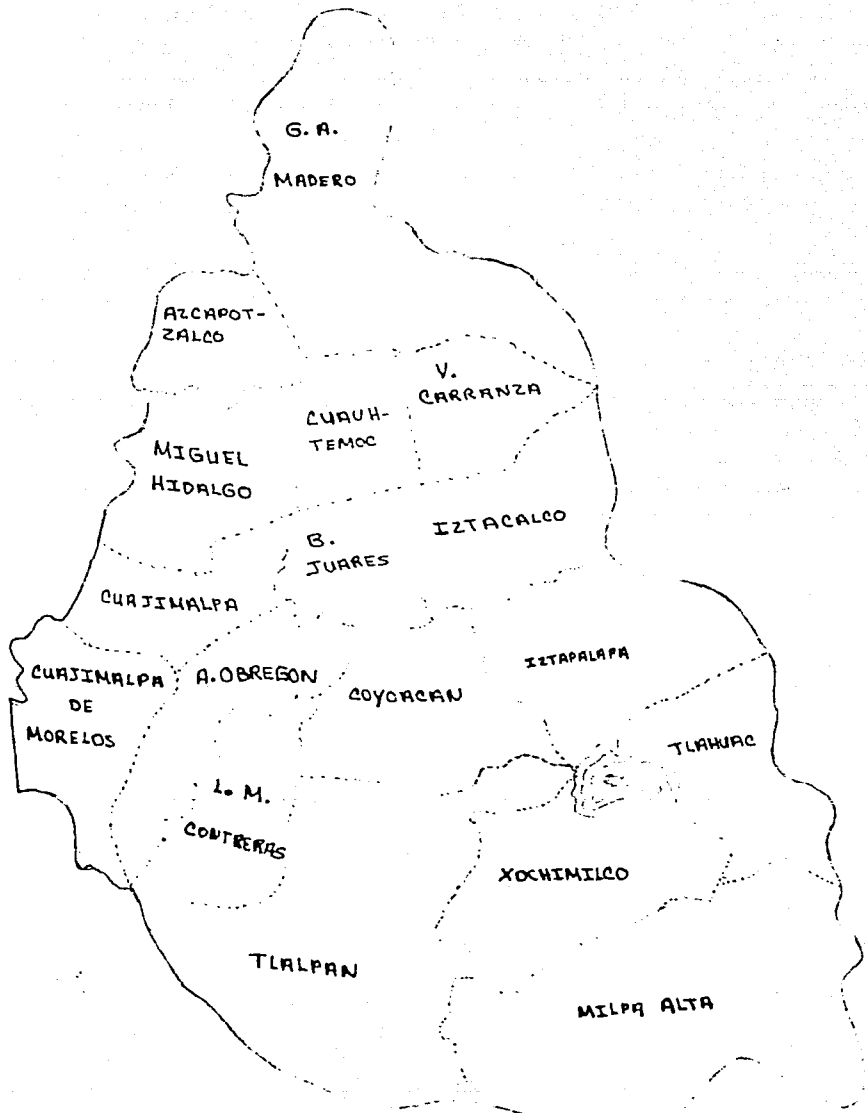 G. A.
MADERO
AZCAPOT-
ZALCO
V.
CARRANZA
CUAUH-
TEMOC
MIGUEL
HIDALGO
B.
JUARES
IZTACALCO
CUAJIMALPA
CUAJIMALPA
DE
MORELOS
A. OBREGON
COYOACAN
IZTAPALAPA
TLAHUAC
L. M.
CONTRERAS
XOCHIMILCO
TLALPAN
MILPA ALTA